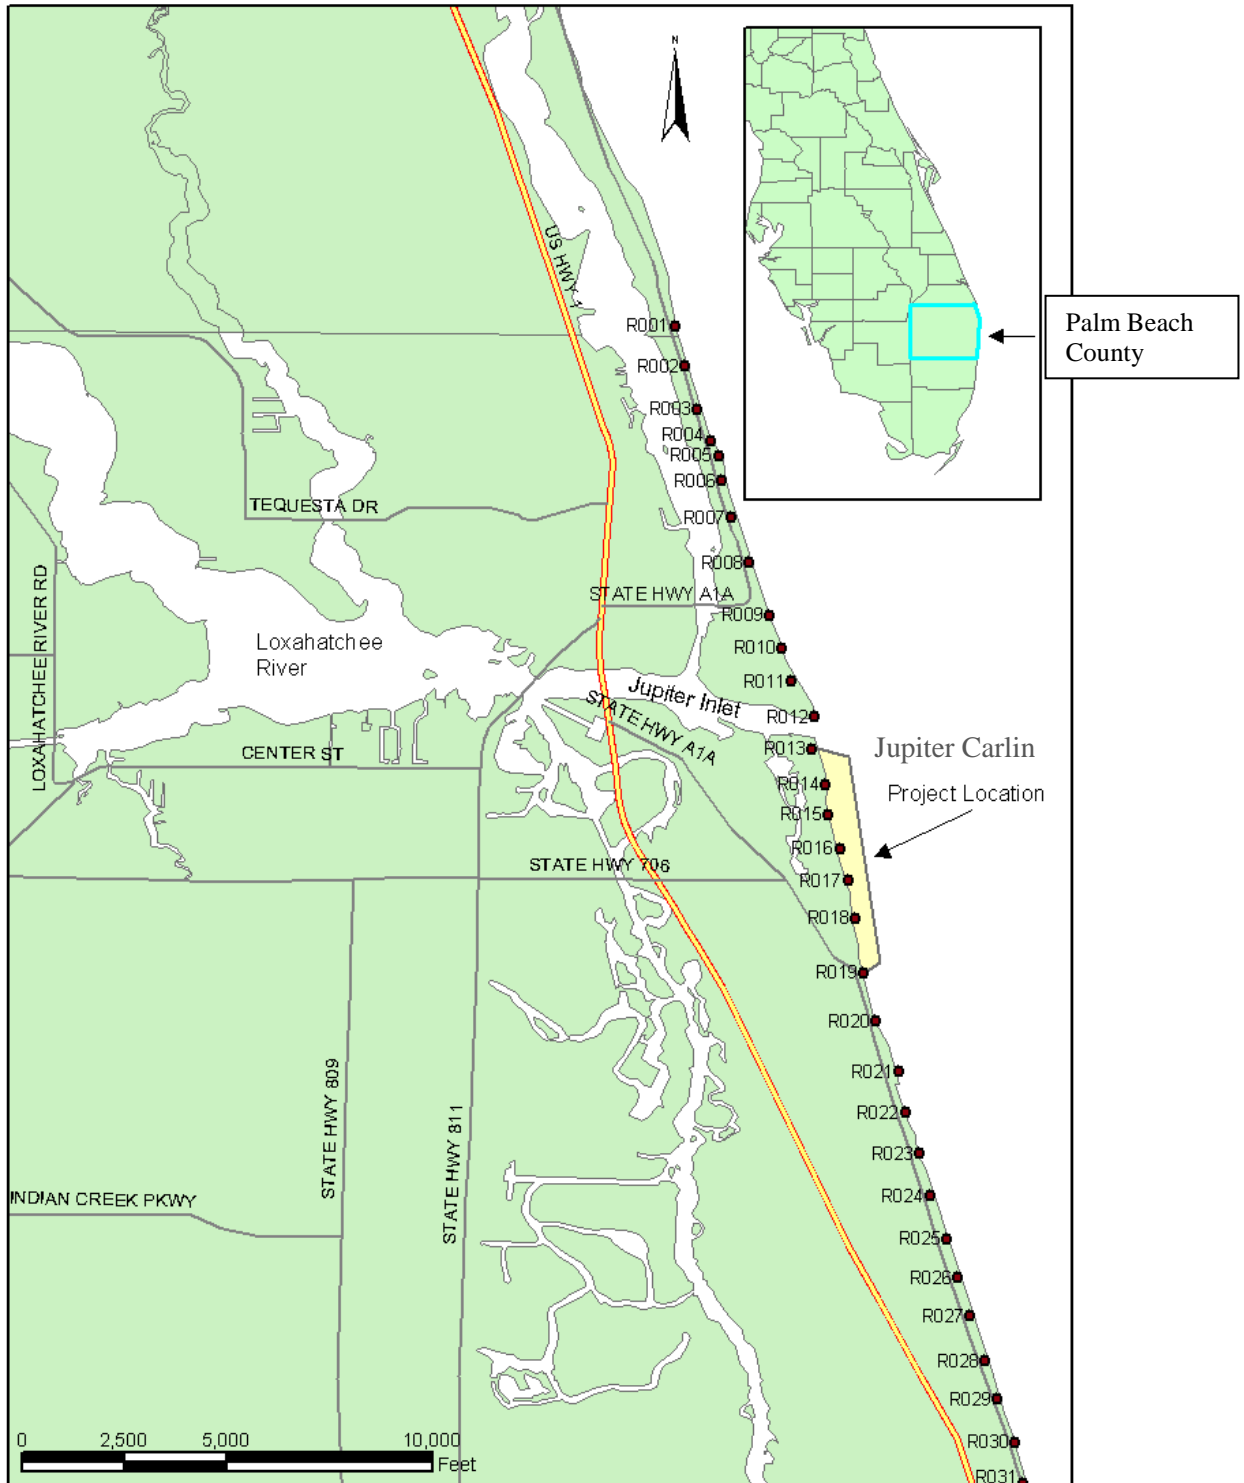 N
US HWY 1
R001
R002
R003
R004
R005
R006
R007
R008
Palm Beach
County
TEQUESTA DR
STATE HWY A1A
LOXAHATCHEE RIVER RD
R009
R010
R011
R012
Loxahatchee
River
Jupiter Inlet
STATE HWY A1A
CENTER ST
R013
Jupiter Carlin
Project Location
R014
R015
R016
R017
R018
STATE HWY 706
R019
R020
R021
R022
R023
R024
R025
R026
R027
R028
R029
R030
R031
STATE HWY 809
STATE HWY 811
INDIAN CREEK PKWY
0 2,500 5,000 10,000
Feet